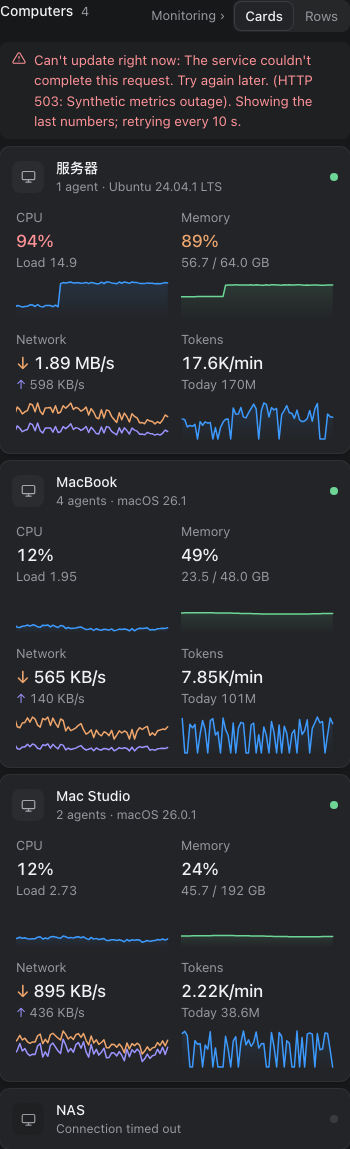 Computers 4 Monitoring › Cards Rows
Can't update right now: The service couldn't
complete this request. Try again later. (HTTP
503: Synthetic metrics outage). Showing the
last numbers; retrying every 10 s.
服务器
1 agent · Ubuntu 24.04.1 LTS
CPU Memory
94% 89%
Load 14.9 56.7 / 64.0 GB
Network Tokens
↓ 1.89 MB/s 17.6K/min
↑ 598 KB/s Today 170M
MacBook
4 agents · macOS 26.1
CPU Memory
12% 49%
Load 1.95 23.5 / 48.0 GB
Network Tokens
↓ 565 KB/s 7.85K/min
↑ 140 KB/s Today 101M
Mac Studio
2 agents · macOS 26.0.1
CPU Memory
12% 24%
Load 2.73 45.7 / 192 GB
Network Tokens
↓ 895 KB/s 2.22K/min
↑ 436 KB/s Today 38.6M
NAS
Connection timed out